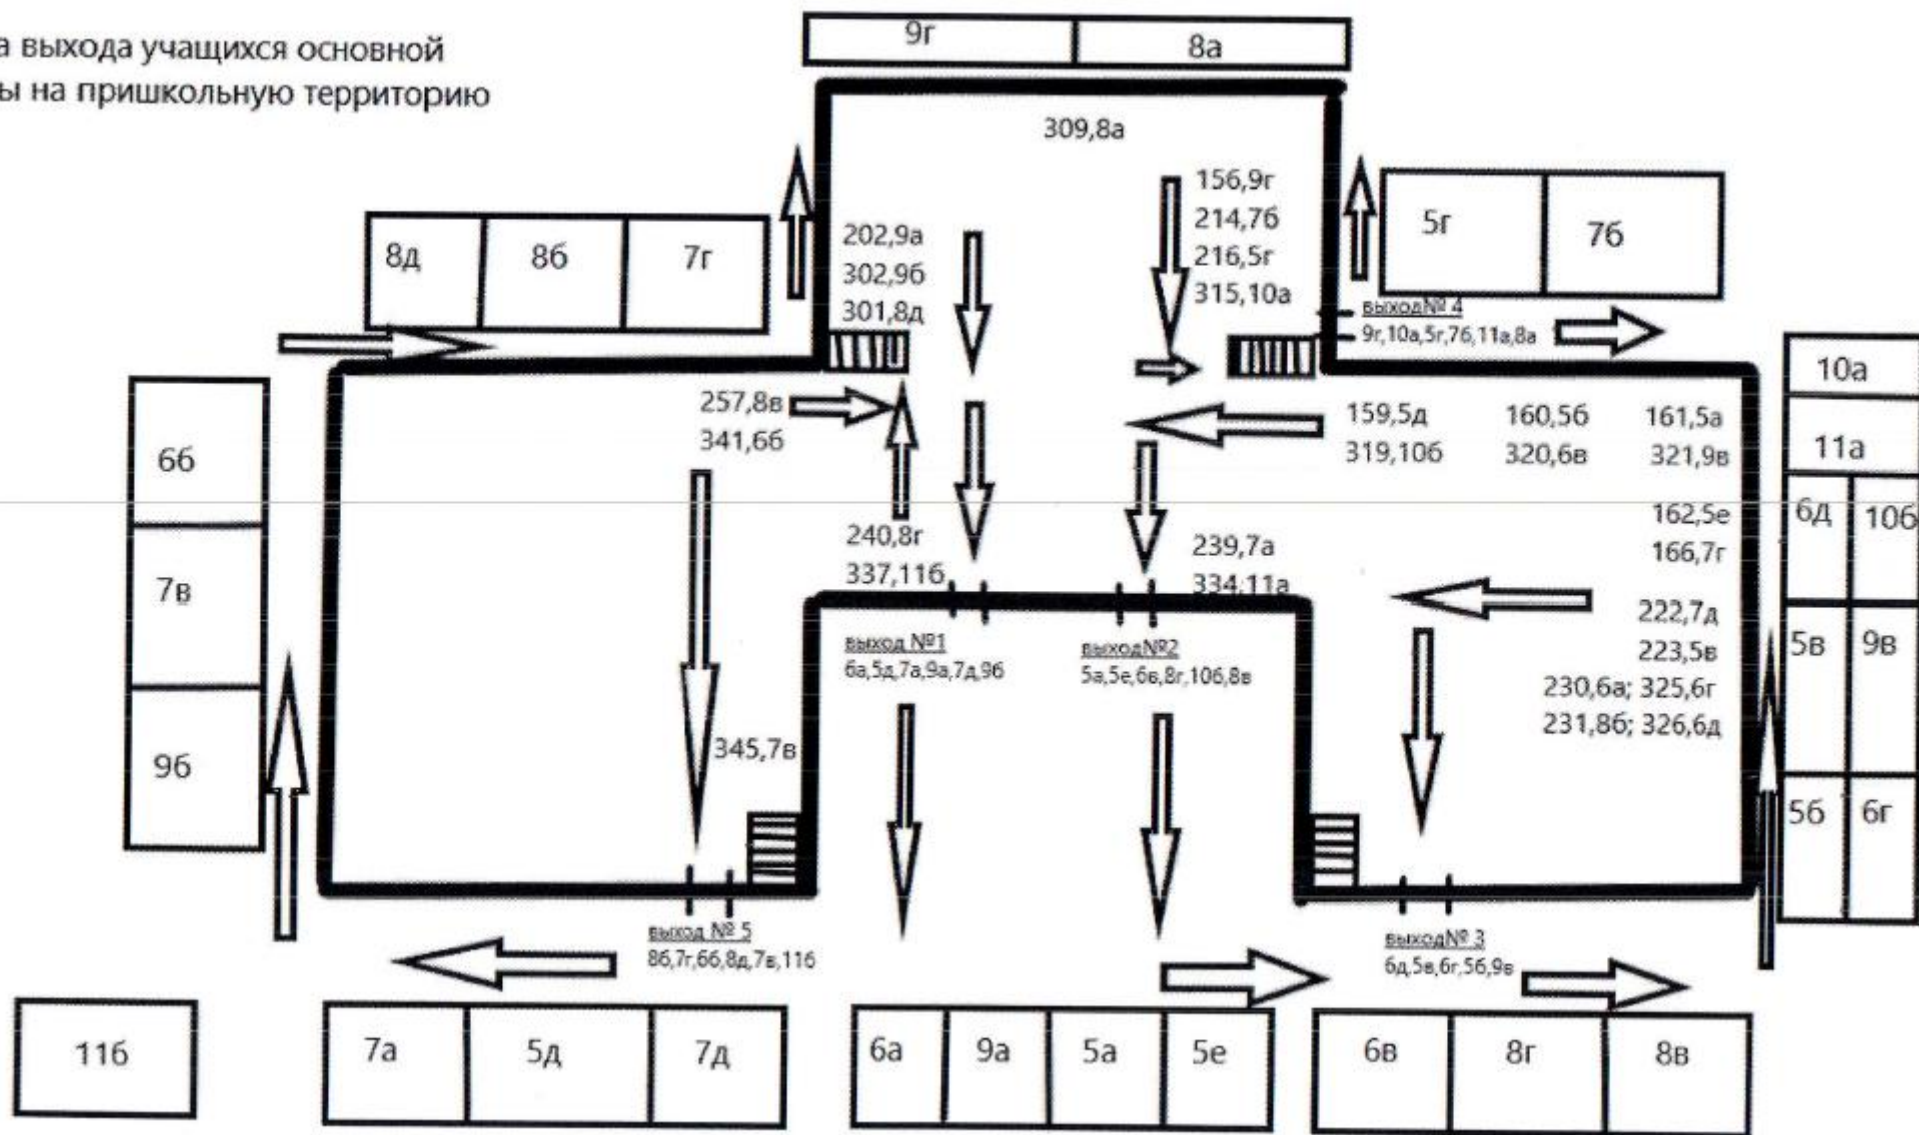 а выхода учащихся основной
ы на пришкольную территорию
9г 8а
309,8а
156,9г
214,7б
216,5г
315,10а
202,9а
302,9б
301,8д
8д 8б 7г
5г 7б
выход№ 4
9г,10а,5г,7б,11а,8а
10а
11а
6д 10б
5в 9в
5б 6г
257,8в
341,6б
159,5д 160,5б 161,5а
319,10б 320,6в 321,9в
162,5е
166,7г
222,7д
223,5в
230,6а; 325,6г
231,8б; 326,6д
6б
7в
9б
240,8г
337,11б
239,7а
334,11а
выход №1
6а,5д,7а,9а,7д,9б
выход№2
5а,5е,6в,8г,10б,8в
345,7в
выход № 5
8б,7г,6б,8д,7в,11б
выход№ 3
6д,5в,6г,5б,9в
11б
7а 5д 7д
6а 9а 5а 5е
6в 8г 8в